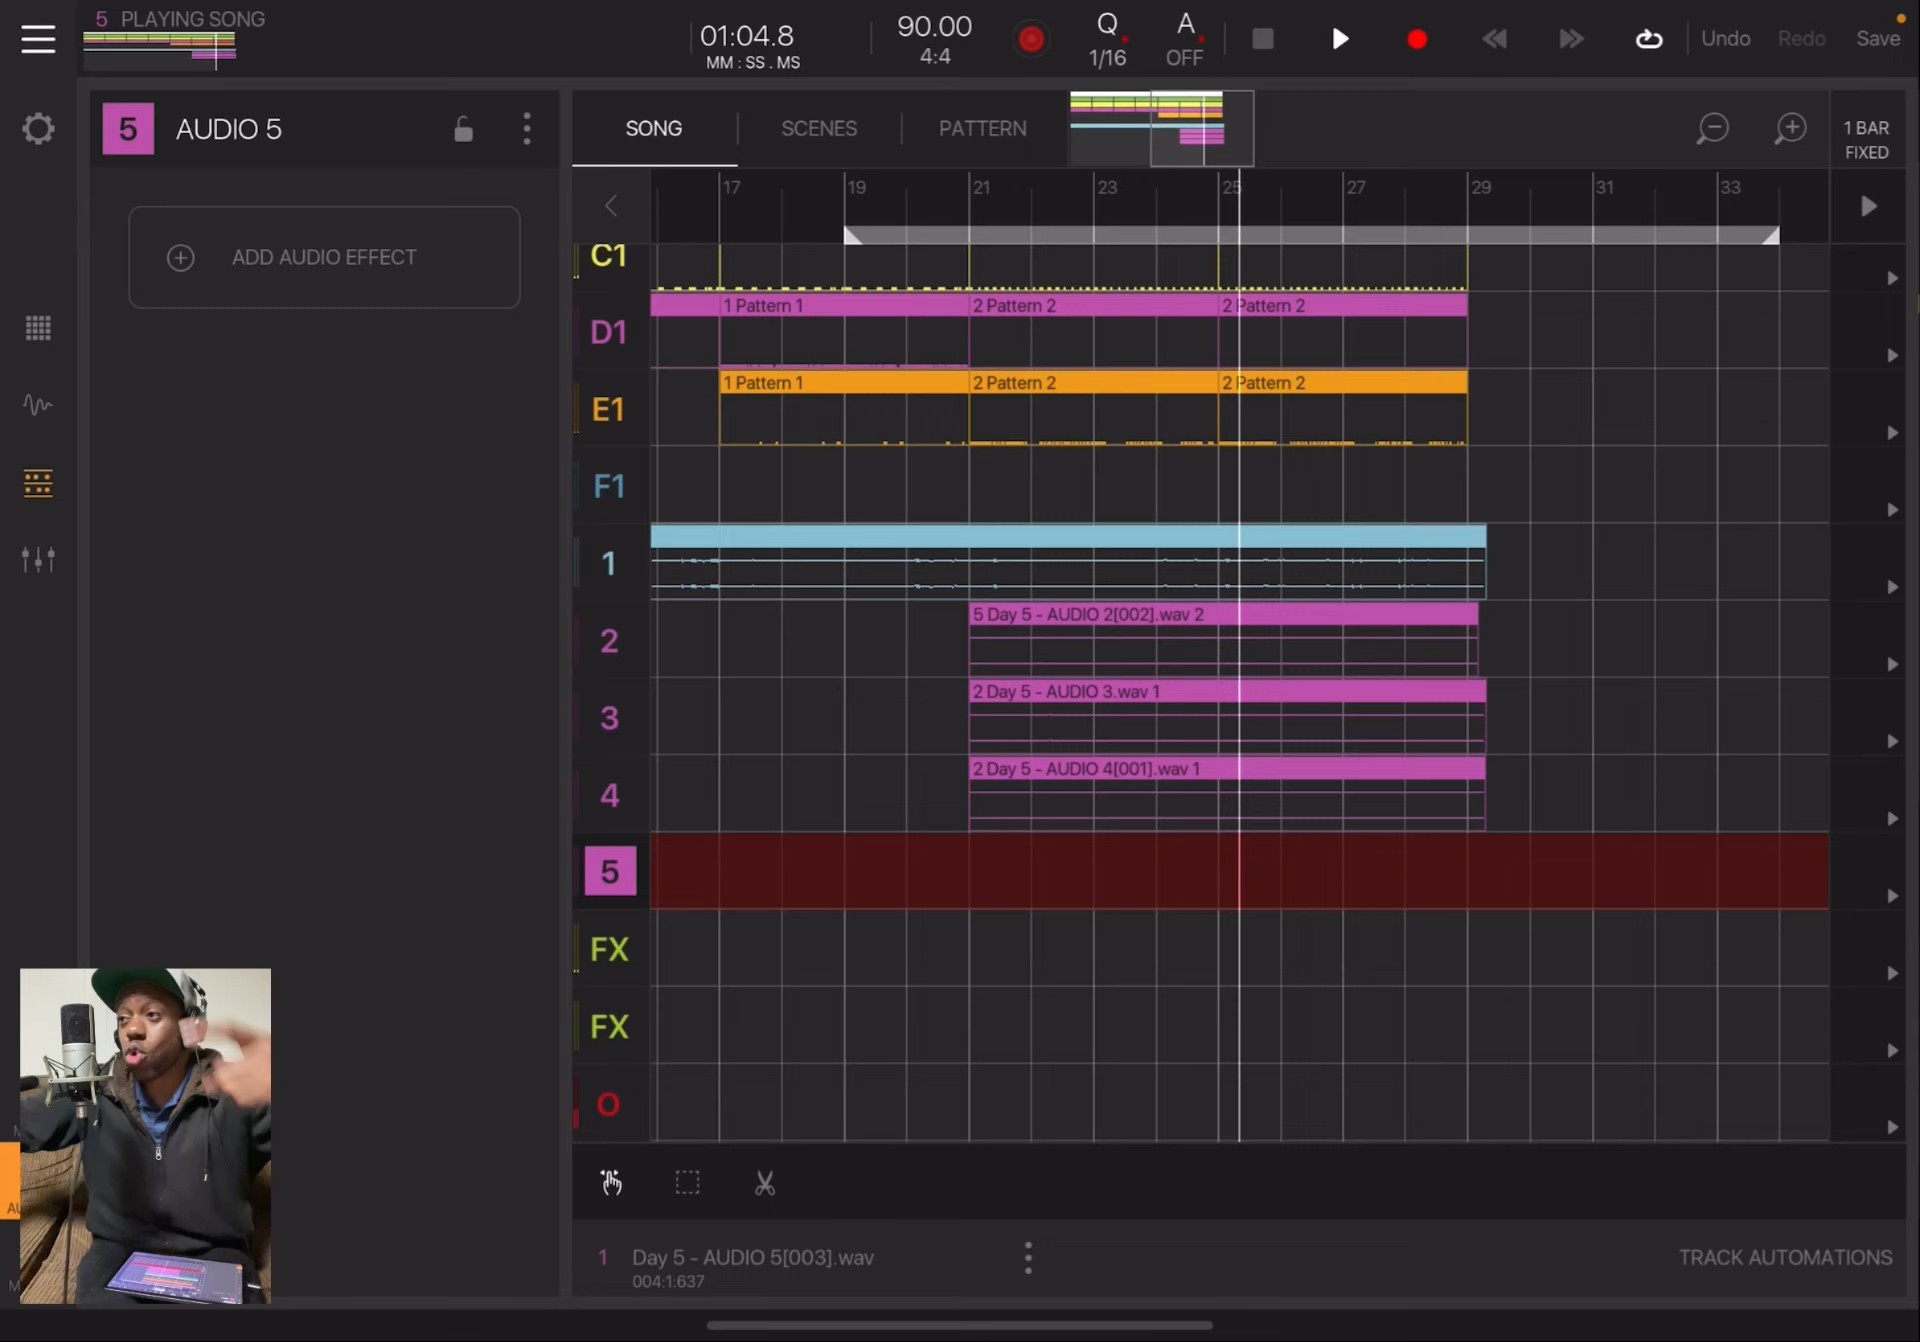 5 PLAYING SONG
01:04.8
MM : SS . MS
90.00
4:4
Q
1/16
A
OFF
Undo
Redo
Save
5
AUDIO 5
SONG
SCENES
PATTERN
1 BAR
FIXED
ADD AUDIO EFFECT
17
19
21
23
25
27
29
31
33
C1
D1
1 Pattern 1
2 Pattern 2
2 Pattern 2
E1
1 Pattern 1
2 Pattern 2
2 Pattern 2
F1
1
2
5 Day 5 - AUDIO 2[002].wav 2
3
2 Day 5 - AUDIO 3.wav 1
4
2 Day 5 - AUDIO 4[001].wav 1
5
FX
FX
O
1 Day 5 - AUDIO 5[003].wav
004:1:637
TRACK AUTOMATIONS